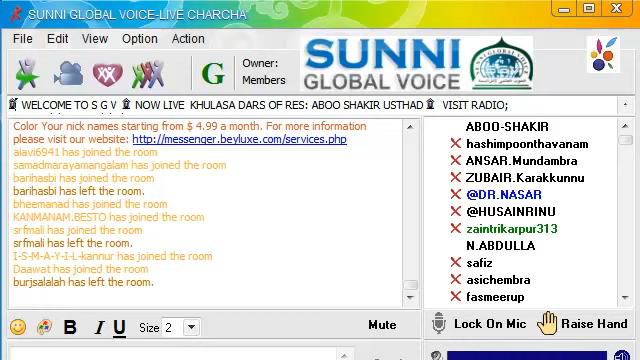 SUNNI GLOBAL VOICE-LIVE CHARCHA
File Edit View Option Action
G
Owner:
Members
SUNNI
GLOBAL VOICE
WELCOME TO S G V NOW LIVE KHULASA DARS OF RES: ABOO SHAKIR USTHAD VISIT RADIO;
Color Your nick names starting from $ 4.99 a month. For more information
please visit our website: http://messenger.beyluxe.com/services.php
alavi6941 has joined the room
samadmarayamangalam has joined the room
barihasbi has joined the room
barihasbi has left the room.
bheemanad has joined the room
KANMANAM.BESTO has joined the room
srfmali has joined the room
srfmali has left the room.
I-S-M-A-Y-I-L-kannur has joined the room
Daawat has joined the room
burjsalalah has left the room.
ABOO-SHAKIR
hashimpoonthavanam
ANSAR.Mundambra
ZUBAIR.Karakkunnu
@DR.NASAR
@HUSAINRINU
zaintrikarpur313
N.ABDULLA
safiz
asichembra
fasmeerup
B I U Size 2 Mute
Lock On Mic Raise Hand